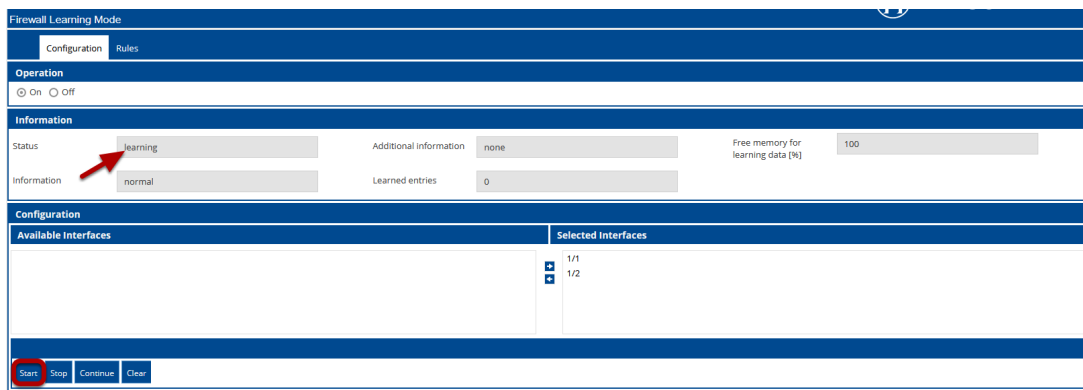 Firewall Learning Mode
Configuration Rules
Operation
On Off
Information
Status learning Additional information none Free memory for learning data [%] 100
Information normal Learned entries 0
Configuration
Available Interfaces Selected Interfaces
1/1
1/2
Start Stop Continue Clear